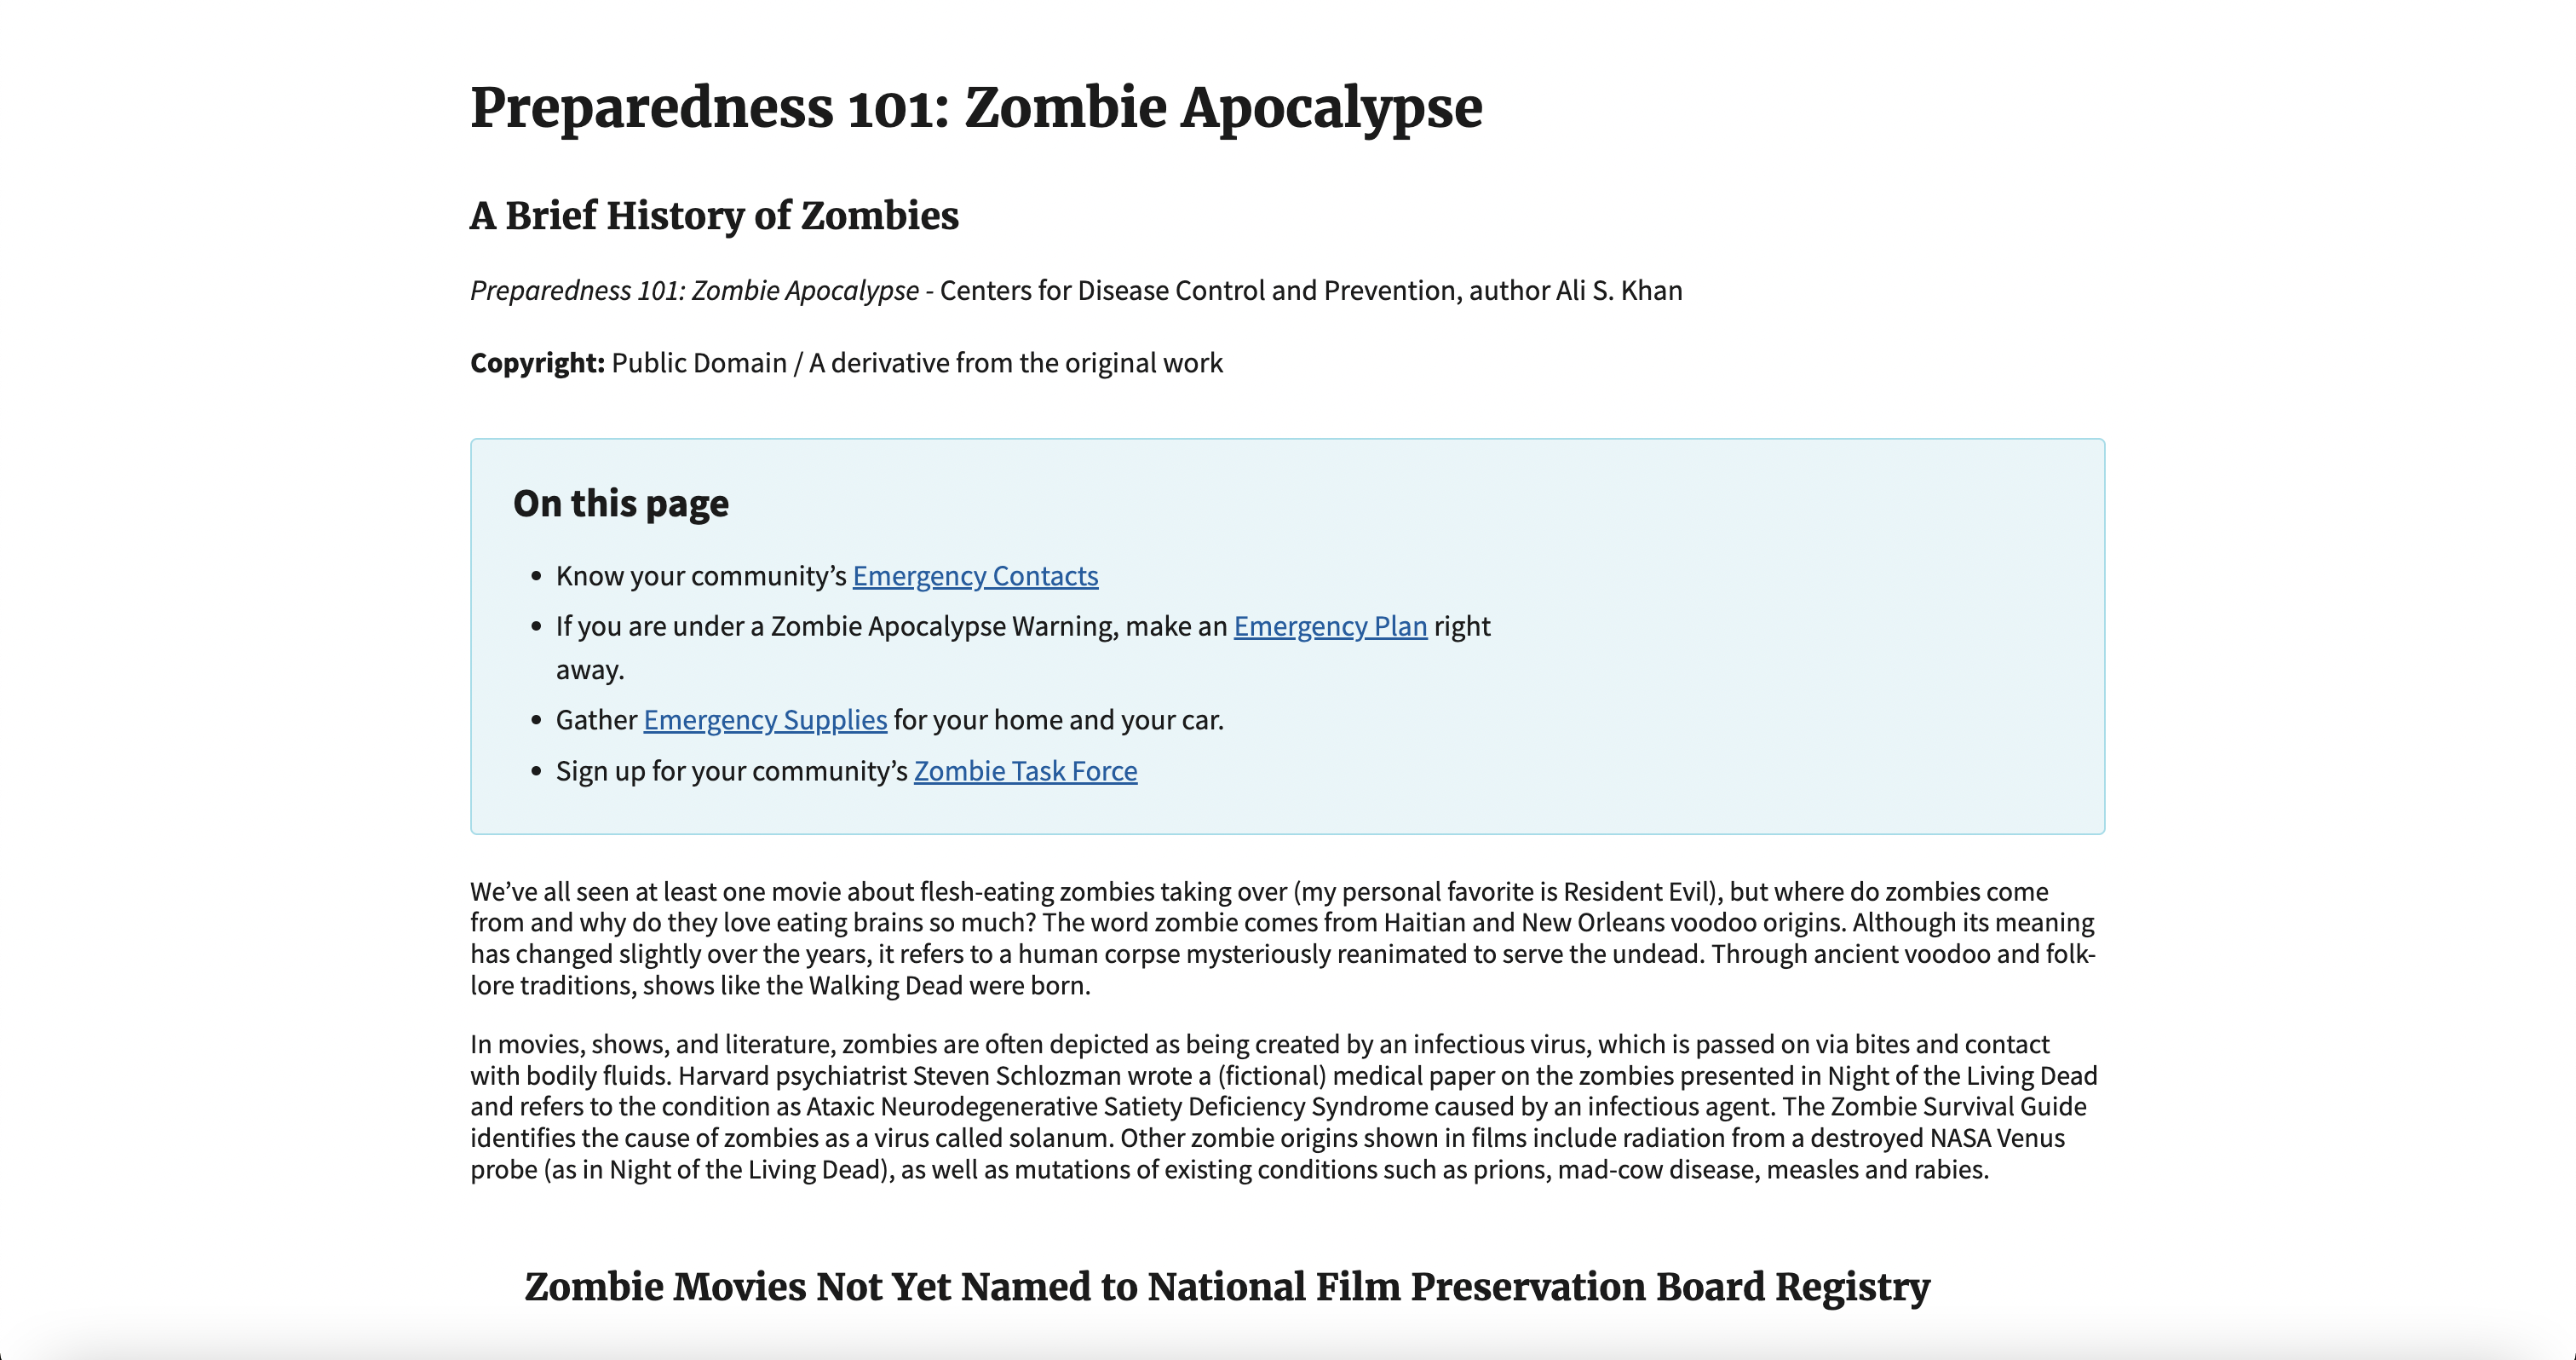 Preparedness 101: Zombie Apocalypse
A Brief History of Zombies
Preparedness 101: Zombie Apocalypse - Centers for Disease Control and Prevention, author Ali S. Khan
Copyright: Public Domain / A derivative from the original work
On this page
• Know your community’s Emergency Contacts
• If you are under a Zombie Apocalypse Warning, make an Emergency Plan right
away.
• Gather Emergency Supplies for your home and your car.
• Sign up for your community’s Zombie Task Force
We’ve all seen at least one movie about flesh-eating zombies taking over (my personal favorite is Resident Evil), but where do zombies come
from and why do they love eating brains so much? The word zombie comes from Haitian and New Orleans voodoo origins. Although its meaning
has changed slightly over the years, it refers to a human corpse mysteriously reanimated to serve the undead. Through ancient voodoo and folk-
lore traditions, shows like the Walking Dead were born.
In movies, shows, and literature, zombies are often depicted as being created by an infectious virus, which is passed on via bites and contact
with bodily fluids. Harvard psychiatrist Steven Schlozman wrote a (fictional) medical paper on the zombies presented in Night of the Living Dead
and refers to the condition as Ataxic Neurodegenerative Satiety Deficiency Syndrome caused by an infectious agent. The Zombie Survival Guide
identifies the cause of zombies as a virus called solanum. Other zombie origins shown in films include radiation from a destroyed NASA Venus
probe (as in Night of the Living Dead), as well as mutations of existing conditions such as prions, mad-cow disease, measles and rabies.
Zombie Movies Not Yet Named to National Film Preservation Board Registry